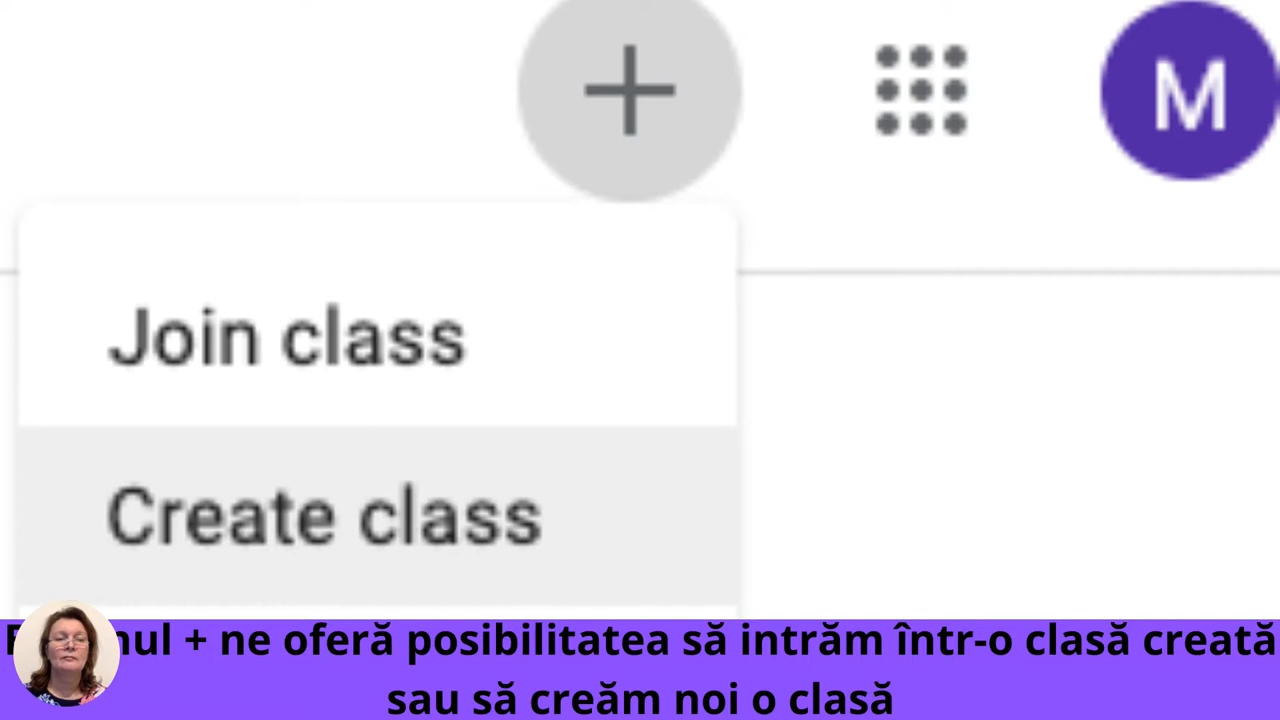 M
Join class
Create class
+ ne oferă posibilitatea să intrăm într-o clasă creată
sau să creăm noi o clasă